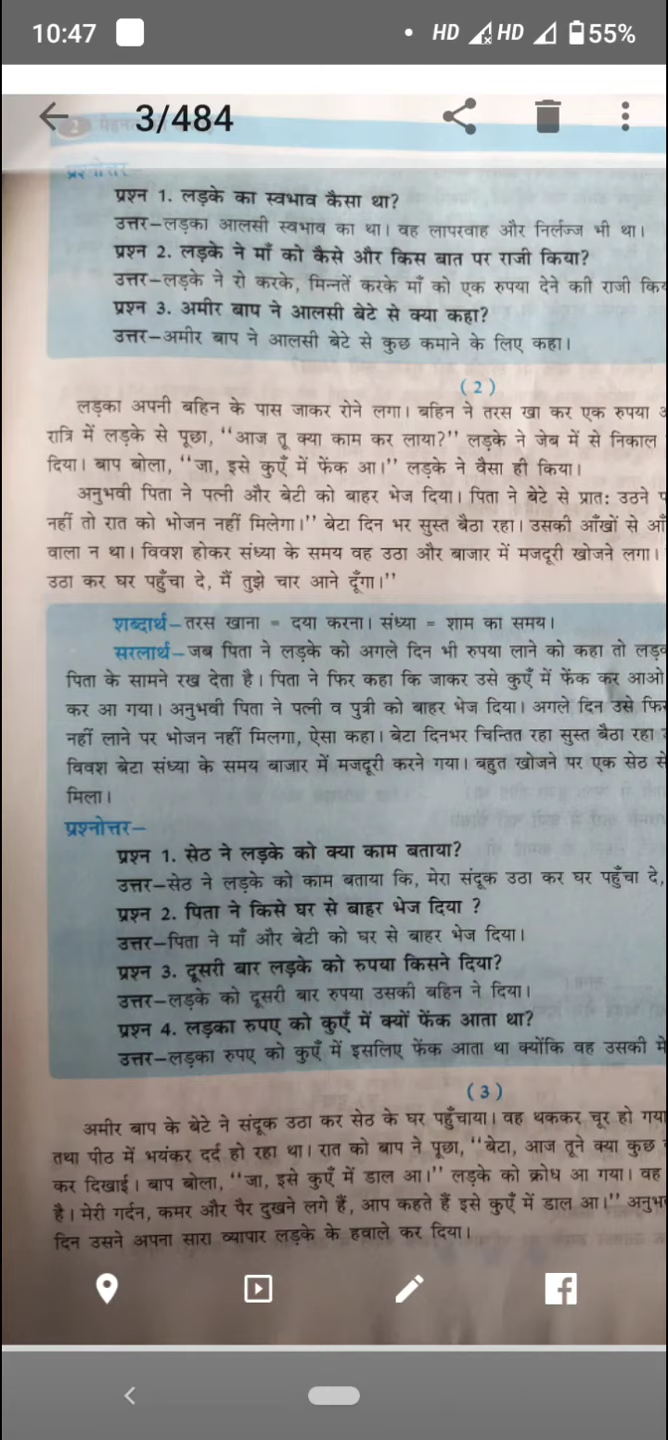 10:47 HD HD 55%
3/484
2
प्रश्नोत्तर
प्रश्न 1. लड़के का स्वभाव कैसा था?
उत्तर–लड़का आलसी स्वभाव का था। वह लापरवाह और निर्लज्ज भी था।
प्रश्न 2. लड़के ने माँ को कैसे और किस बात पर राजी किया?
उत्तर–लड़के ने रो करके, मिन्नतें करके माँ को एक रुपया देने काी राजी
प्रश्न 3. अमीर बाप ने आलसी बेटे से क्या कहा?
उत्तर–अमीर बाप ने आलसी बेटे से कुछ कमाने के लिए कहा।
(2)
लड़का अपनी बहिन के पास जाकर रोने लगा। बहिन ने तरस खा कर एक रुपया
रात्रि में लड़के से पूछा, ‘‘आज तू क्या काम कर लाया?’’ लड़के ने जेब में से निकाल
दिया। बाप बोला, ‘‘जा, इसे कुएँ में फेंक आ।’’ लड़के ने वैसा ही किया।
अनुभवी पिता ने पत्नी और बेटी को बाहर भेज दिया। पिता ने बेटे से प्रात: उठने
नहीं तो रात को भोजन नहीं मिलेगा।’’ बेटा दिन भर सुस्त बैठा रहा। उसकी आँखों से
वाला न था। विवश होकर संध्या के समय वह उठा और बाजार में मजदूरी खोजने लगा।
उठा कर घर पहुँचा दे, मैं तुझे चार आने दूँगा।’’
शब्दार्थ–तरस खाना = दया करना। संध्या = शाम का समय।
सरलार्थ–जब पिता ने लड़के को अगले दिन भी रुपया लाने को कहा तो
पिता के सामने रख देता है। पिता ने फिर कहा कि जाकर उसे कुएँ में फेंक कर आओ
कर आ गया। अनुभवी पिता ने पत्नी व पुत्री को बाहर भेज दिया। अगले दिन उसे
नहीं लाने पर भोजन नहीं मिलगा, ऐसा कहा। बेटा दिनभर चिन्तित रहा सुस्त बैठा रहा
विवश बेटा संध्या के समय बाजार में मजदूरी करने गया। बहुत खोजने पर एक सेठ से
मिला।
प्रश्नोत्तर–
प्रश्न 1. सेठ ने लड़के को क्या काम बताया?
उत्तर–सेठ ने लड़के को काम बताया कि, मेरा संदूक उठा कर घर पहुँचा दे,
प्रश्न 2. पिता ने किसे घर से बाहर भेज दिया ?
उत्तर–पिता ने माँ और बेटी को घर से बाहर भेज दिया।
प्रश्न 3. दूसरी बार लड़के को रुपया किसने दिया?
उत्तर–लड़के को दूसरी बार रुपया उसकी बहिन ने दिया।
प्रश्न 4. लड़का रुपए को कुएँ में क्यों फेंक आता था?
उत्तर–लड़का रुपए को कुएँ में इसलिए फेंक आता था क्योंकि वह उसकी
(3)
अमीर बाप के बेटे ने संदूक उठा कर सेठ के घर पहुँचाया। वह थककर चूर हो गया
तथा पीठ में भयंकर दर्द हो रहा था। रात को बाप ने पूछा, ‘‘बेटा, आज तूने क्या कुछ
कर दिखाई। बाप बोला, ‘‘जा, इसे कुएँ में डाल आ।’’ लड़के को क्रोध आ गया। वह
है। मेरी गर्दन, कमर और पैर दुखने लगे हैं, आप कहते हैं इसे कुएँ में डाल आ।’’
दिन उसने अपना सारा व्यापार लड़के के हवाले कर दिया।